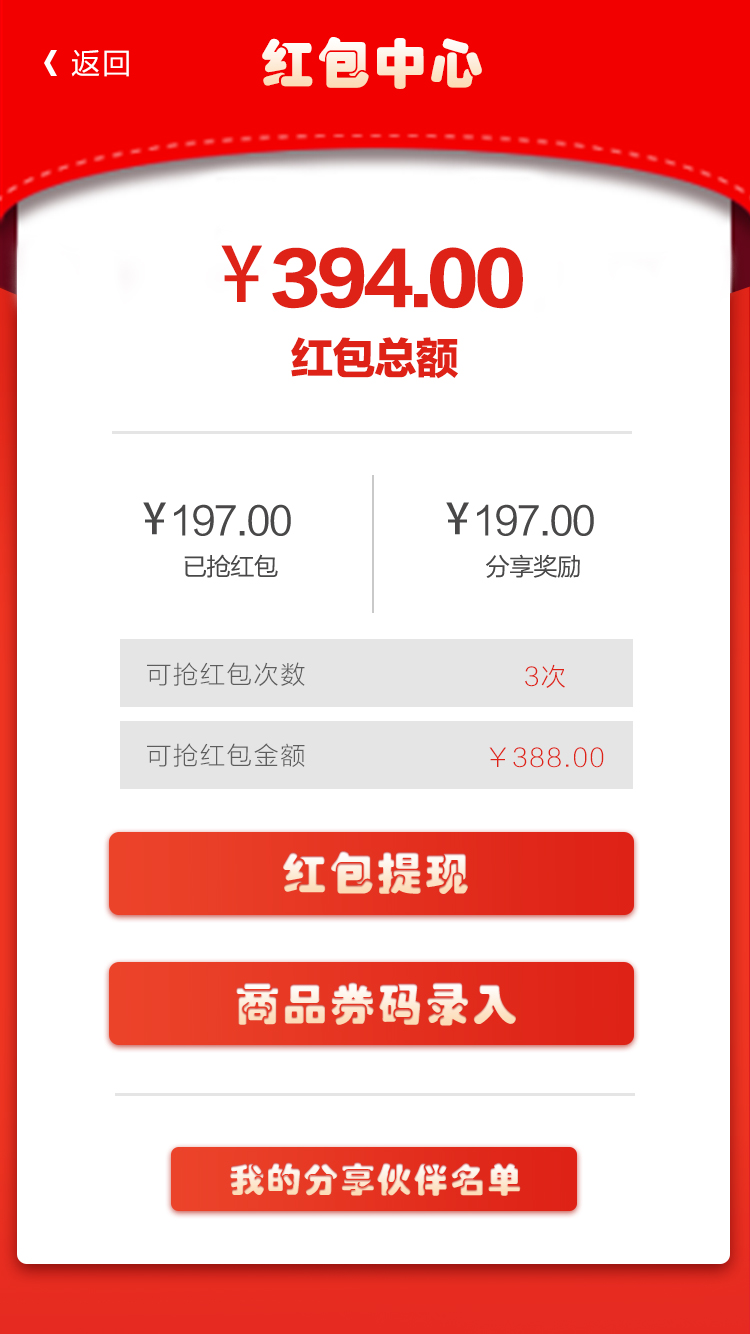 返回
红包中心
￥394.00
红包总额
￥197.00
已抢红包
￥197.00
分享奖励
可抢红包次数 3次
可抢红包金额 ￥388.00
红包提现
商品券码录入
我的分享伙伴名单